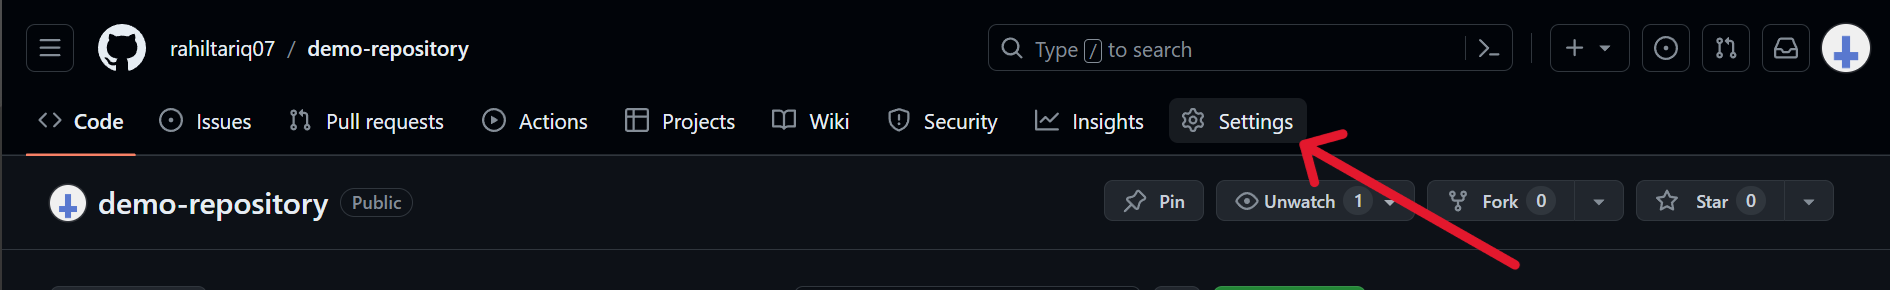 rahiltariq07 / demo-repository
Type / to search
Code Issues Pull requests Actions Projects Wiki Security Insights Settings
demo-repository Public
Pin Unwatch 1 Fork 0 Star 0